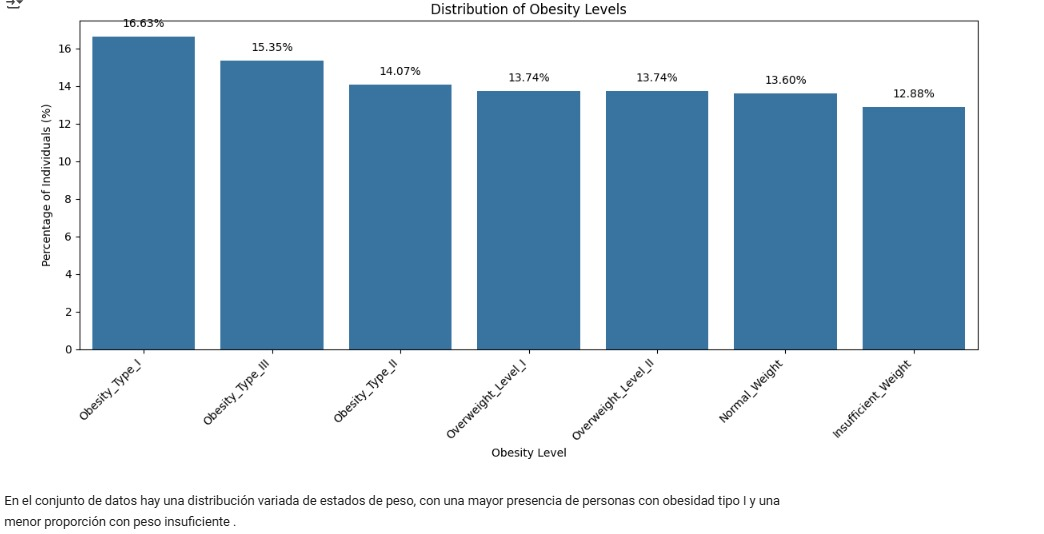 Distribution of Obesity Levels
16.63%
15.35%
14.07%
13.74%
13.74%
13.60%
12.88%
16
14
12
10
8
6
4
2
0
Percentage of Individuals (%)
Obesity_Type_I
Obesity_Type_III
Obesity_Type_II
Overweight_Level_I
Overweight_Level_II
Normal_Weight
Insufficient_Weight
Obesity Level
En el conjunto de datos hay una distribución variada de estados de peso, con una mayor presencia de personas con obesidad tipo I y una
menor proporción con peso insuficiente .